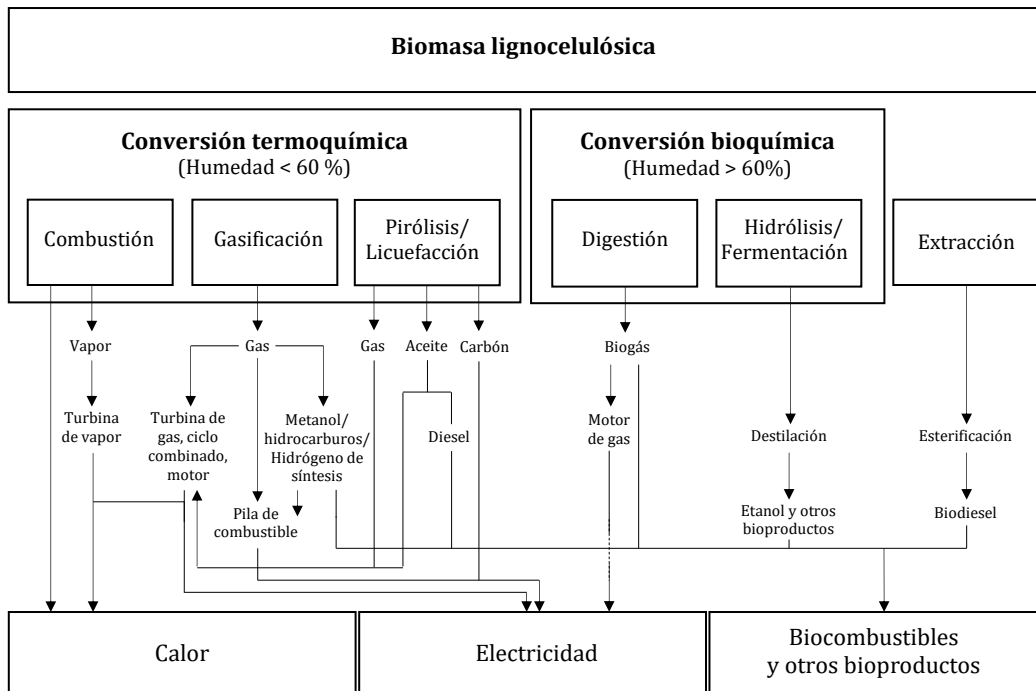 Biomasa lignocelulósica
Conversión termoquímica
(Humedad < 60 %)
Conversión bioquímica
(Humedad > 60%)
Combustión
Gasificación
Pirólisis/
Licuefacción
Digestión
Hidrólisis/
Fermentación
Extracción
Vapor
Gas
Gas
Aceite
Carbón
Biogás
Turbina
de vapor
Turbina de
gas, ciclo
combinado,
motor
Metanol/
hidrocarburos/
Hidrógeno de
síntesis
Diesel
Motor
de gas
Destilación
Esterificación
Pila de
combustible
Etanol y otros
bioproductos
Biodiesel
Calor
Electricidad
Biocombustibles
y otros bioproductos